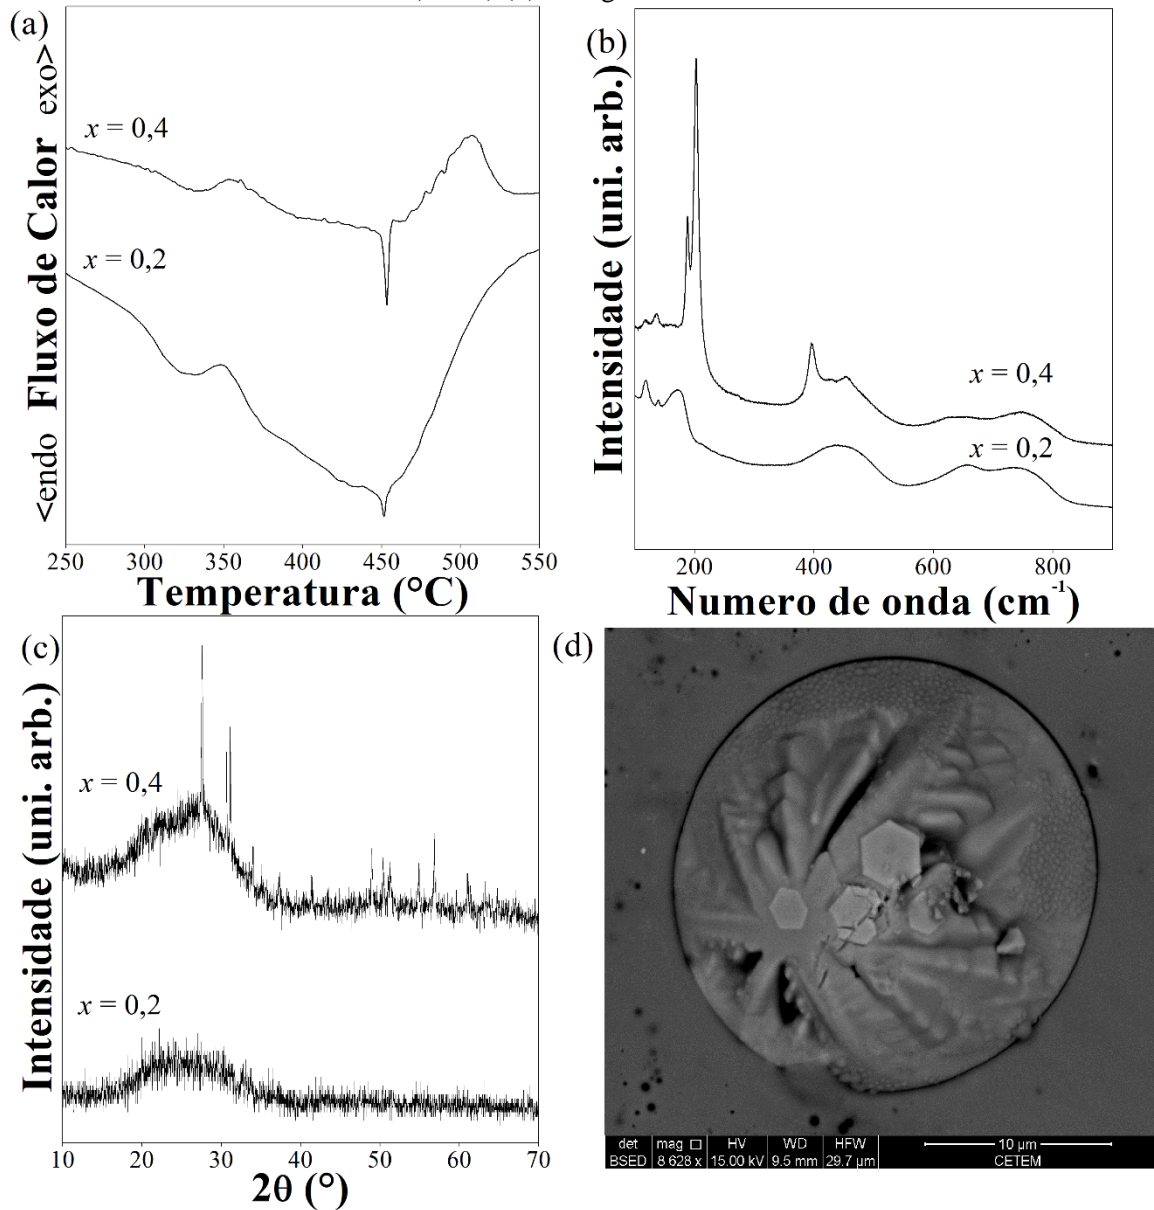 (a)
<endo Fluxo de Calor exo>
x = 0,4
x = 0,2
250 300 350 400 450 500 550
Temperatura (°C)
(b)
Intensidade (uni. arb.)
x = 0,4
x = 0,2
200 400 600 800
Numero de onda (cm-1)
(c)
Intensidade (uni. arb.)
x = 0,4
x = 0,2
10 20 30 40 50 60 70
2θ (°)
(d)
det mag HV WD HFW 10 µm
BSED 8 628 x 15.00 kV 9.5 mm 29.7 µm CETEM